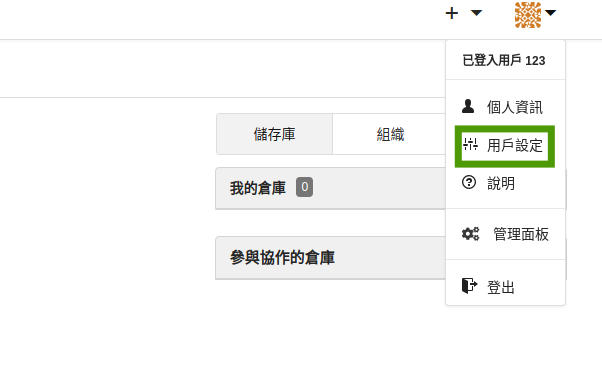 已登入用戶 123
個人資訊
儲存庫 組織
用戶設定
我的倉庫 0
說明
管理面板
參與協作的倉庫
登出